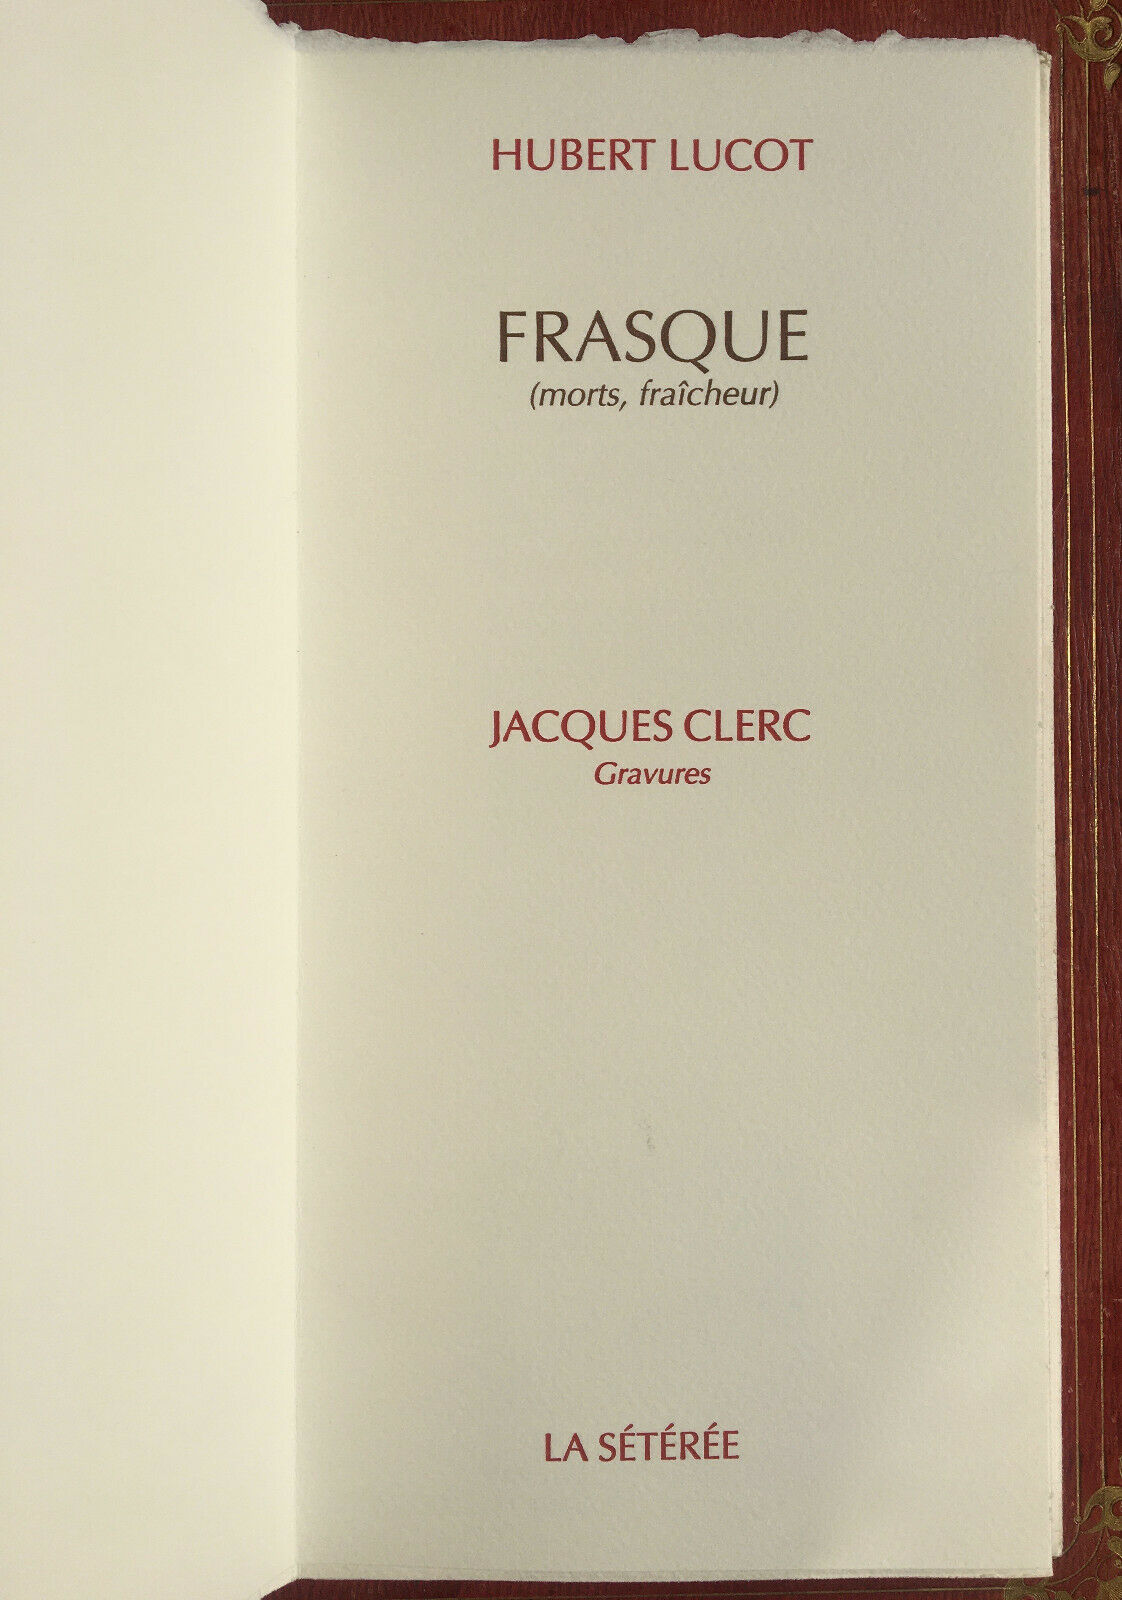 HUBERT LUCOT
FRASQUE
(morts, fraîcheur)
JACQUES CLERC
Gravures
LA SÉTÉRÉE